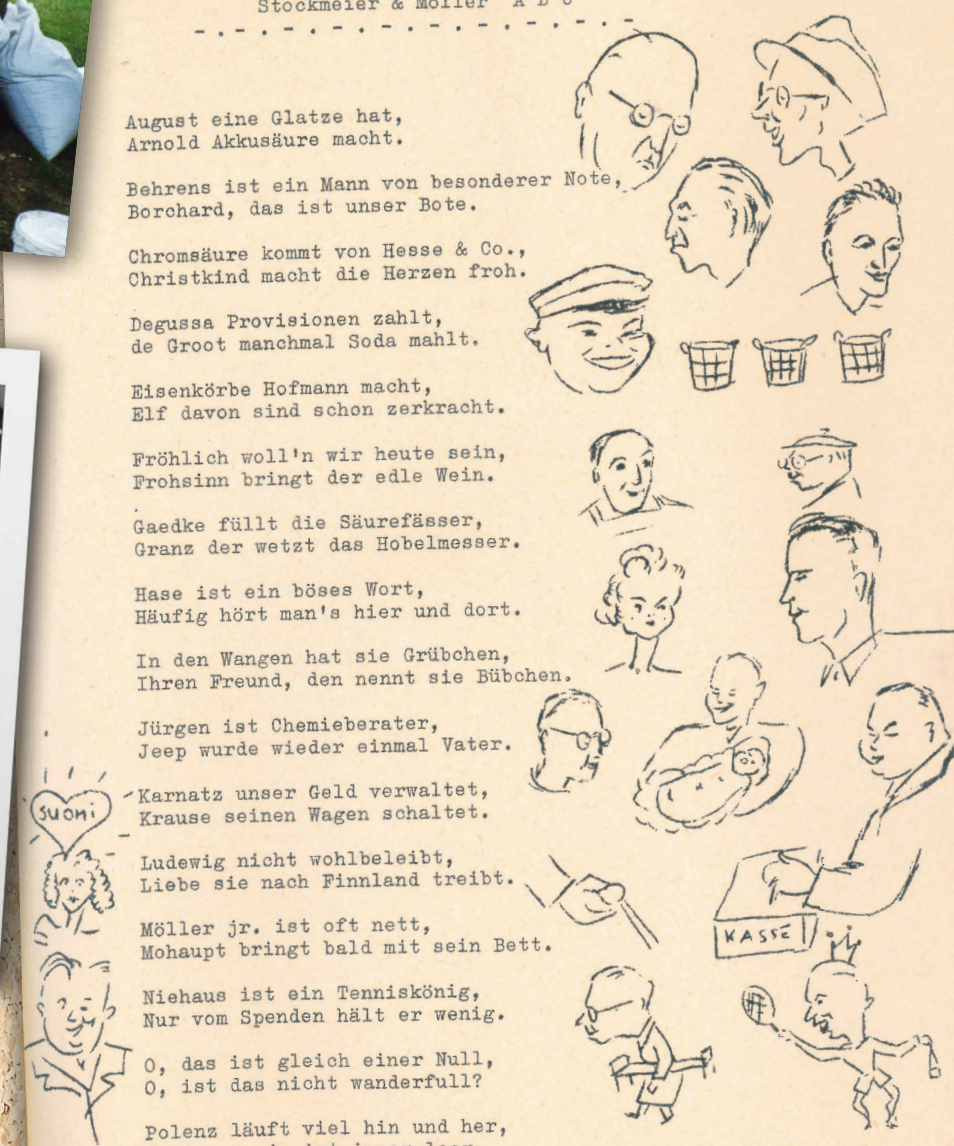 Stockmeier & Möller A B C
August eine Glatze hat,
Arnold Akkusäure macht.
Behrens ist ein Mann von besonderer Note,
Borchard, das ist unser Bote.
Chromsäure kommt von Hesse & Co.,
Christkind macht die Herzen froh.
Degussa Provisionen zahlt,
de Groot manchmal Soda mahlt.
Eisenkörbe Hofmann macht,
Elf davon sind schon zerkracht.
Fröhlich woll'n wir heute sein,
Frohsinn bringt der edle Wein.
Gaedke füllt die Säurefässer,
Granz der wetzt das Hobelmesser.
Hase ist ein böses Wort,
Häufig hört man's hier und dort.
In den Wangen hat sie Grübchen,
Ihren Freund, den nennt sie Bübchen.
Jürgen ist Chemieberater,
Jeep wurde wieder einmal Vater.
Karnatz unser Geld verwaltet,
Krause seinen Wagen schaltet.
Ludewig nicht wohlbeleibt,
Liebe sie nach Finnland treibt.
Möller jr. ist oft nett,
Mohaupt bringt bald mit sein Bett.
Niehaus ist ein Tenniskönig,
Nur vom Spenden hält er wenig.
O, das ist gleich einer Null,
O, ist das nicht wanderfull?
Polenz läuft viel hin und her,
SUOMI
KASSE